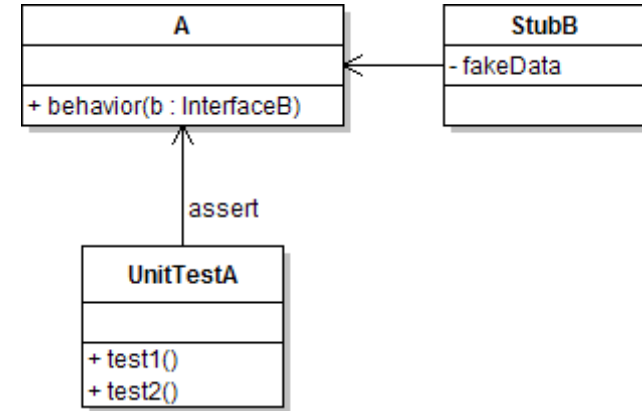 A
+ behavior(b : InterfaceB)
StubB
- fakeData
assert
UnitTestA
+ test1()
+ test2()